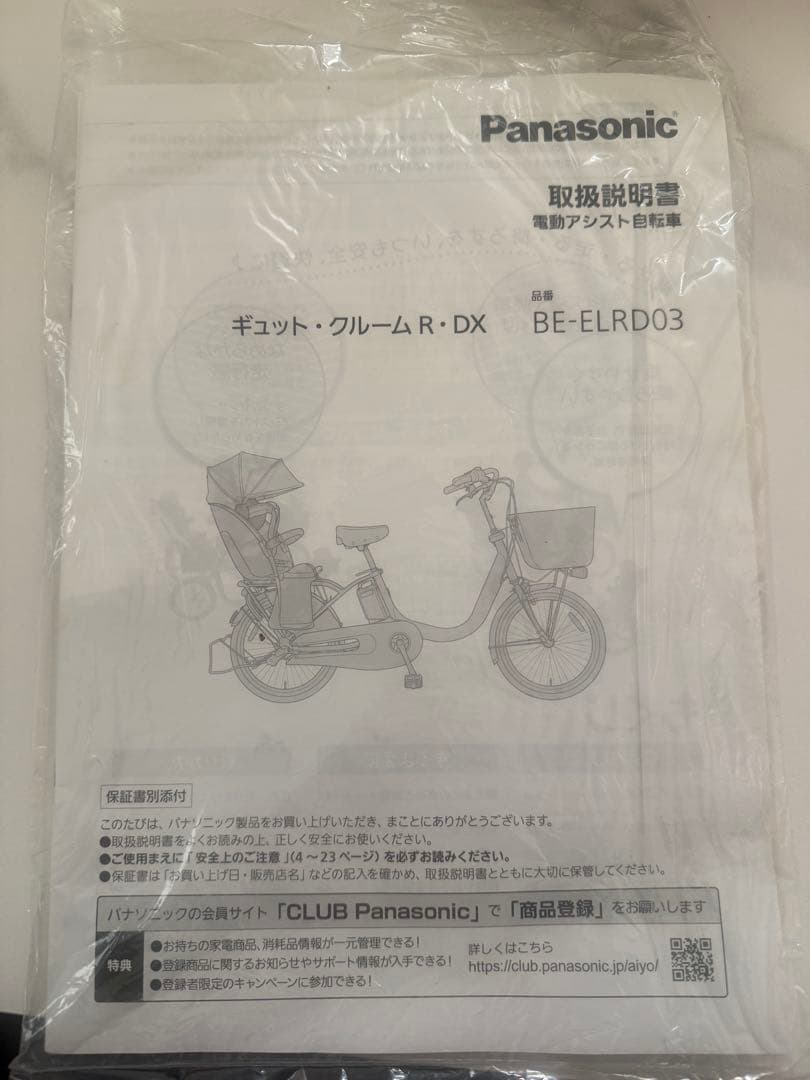 Panasonic
取扱説明書
電動アシスト自転車
品番
ギュット・クルームR・DX BE-ELRD03
保証書別添付
このたびは、パナソニック製品をお買い上げいただき、まことにありがとうございます。
●取扱説明書をよくお読みの上、正しく安全にお使いください。
●ご使用まえに「安全上のご注意」(4～23ページ)を必ずお読みください。
●保証書は「お買い上げ日・販売店名」などの記入を確かめ、取扱説明書とともに大切に保管してください。
パナソニックの会員サイト「CLUB Panasonic」で「商品登録」をお願いします
特典
●お持ちの家電商品、消耗品情報が一元管理できる!
●登録商品に関するお知らせやサポート情報が入手できる!
●登録者限定のキャンペーンに参加できる!
詳しくはこちら
https://club.panasonic.jp/aiyo/